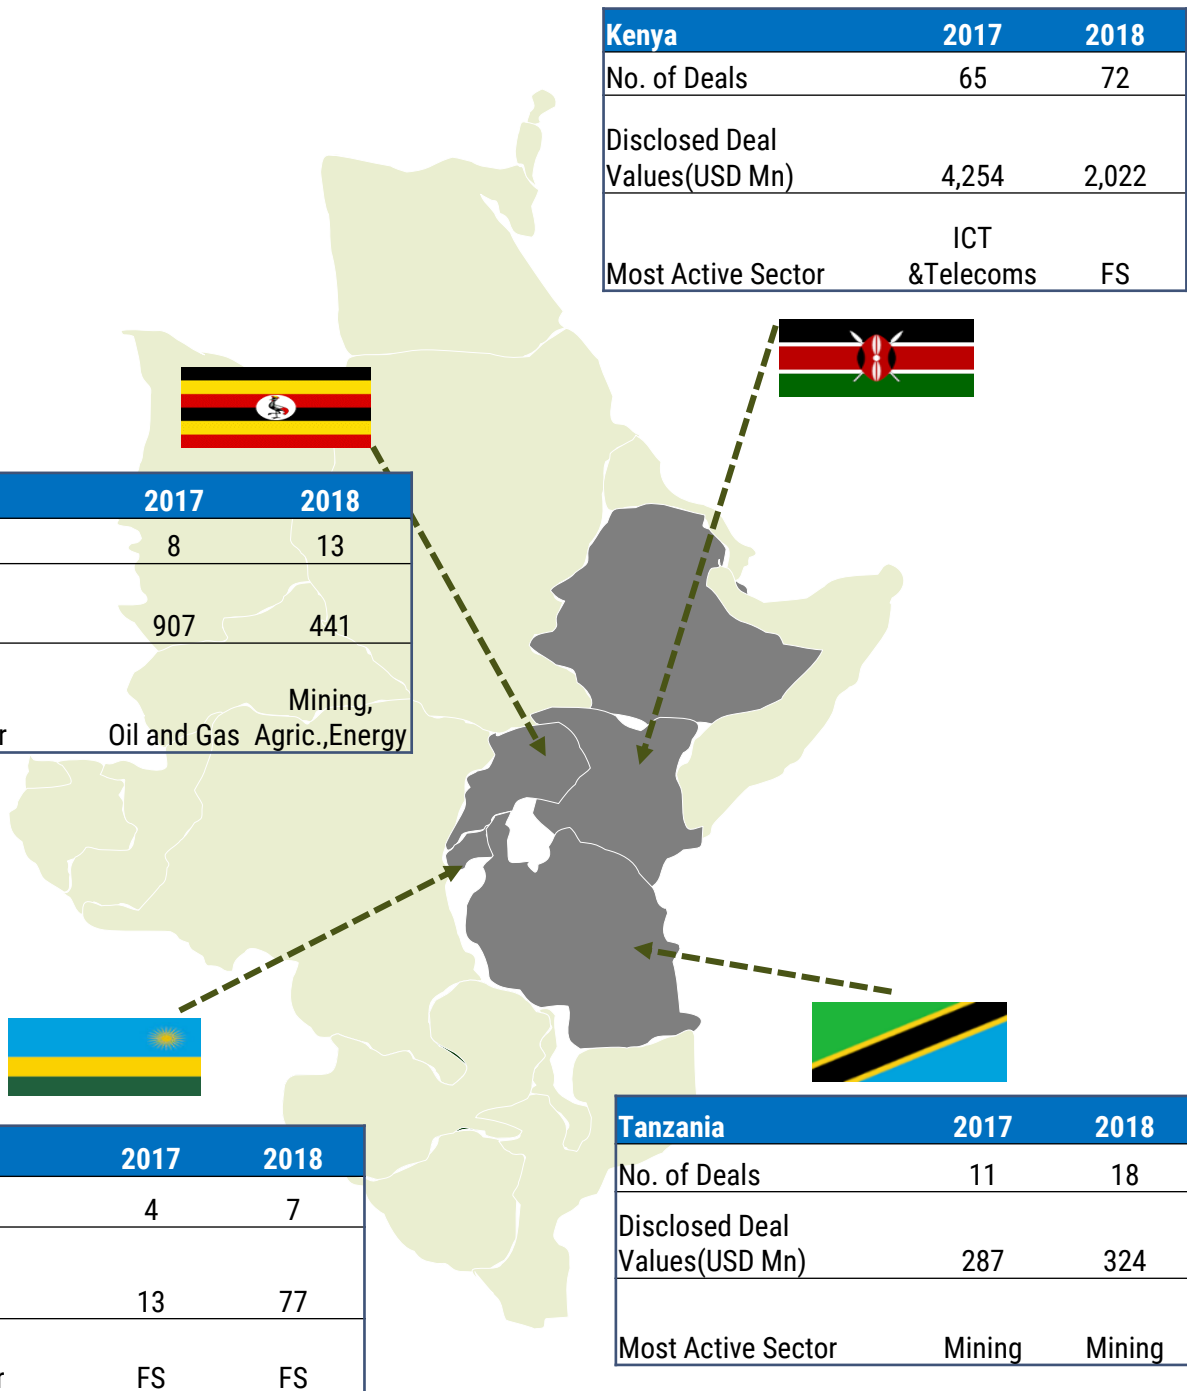 Kenya 2017 2018
No. of Deals 65 72
Disclosed Deal
Values(USD Mn) 4,254 2,022
ICT
Most Active Sector &Telecoms FS
2017 2018
8 13
907 441
Mining,
r Oil and Gas Agric.,Energy
2017 2018
4 7
13 77
r FS FS
Tanzania 2017 2018
No. of Deals 11 18
Disclosed Deal
Values(USD Mn) 287 324
Most Active Sector Mining Mining